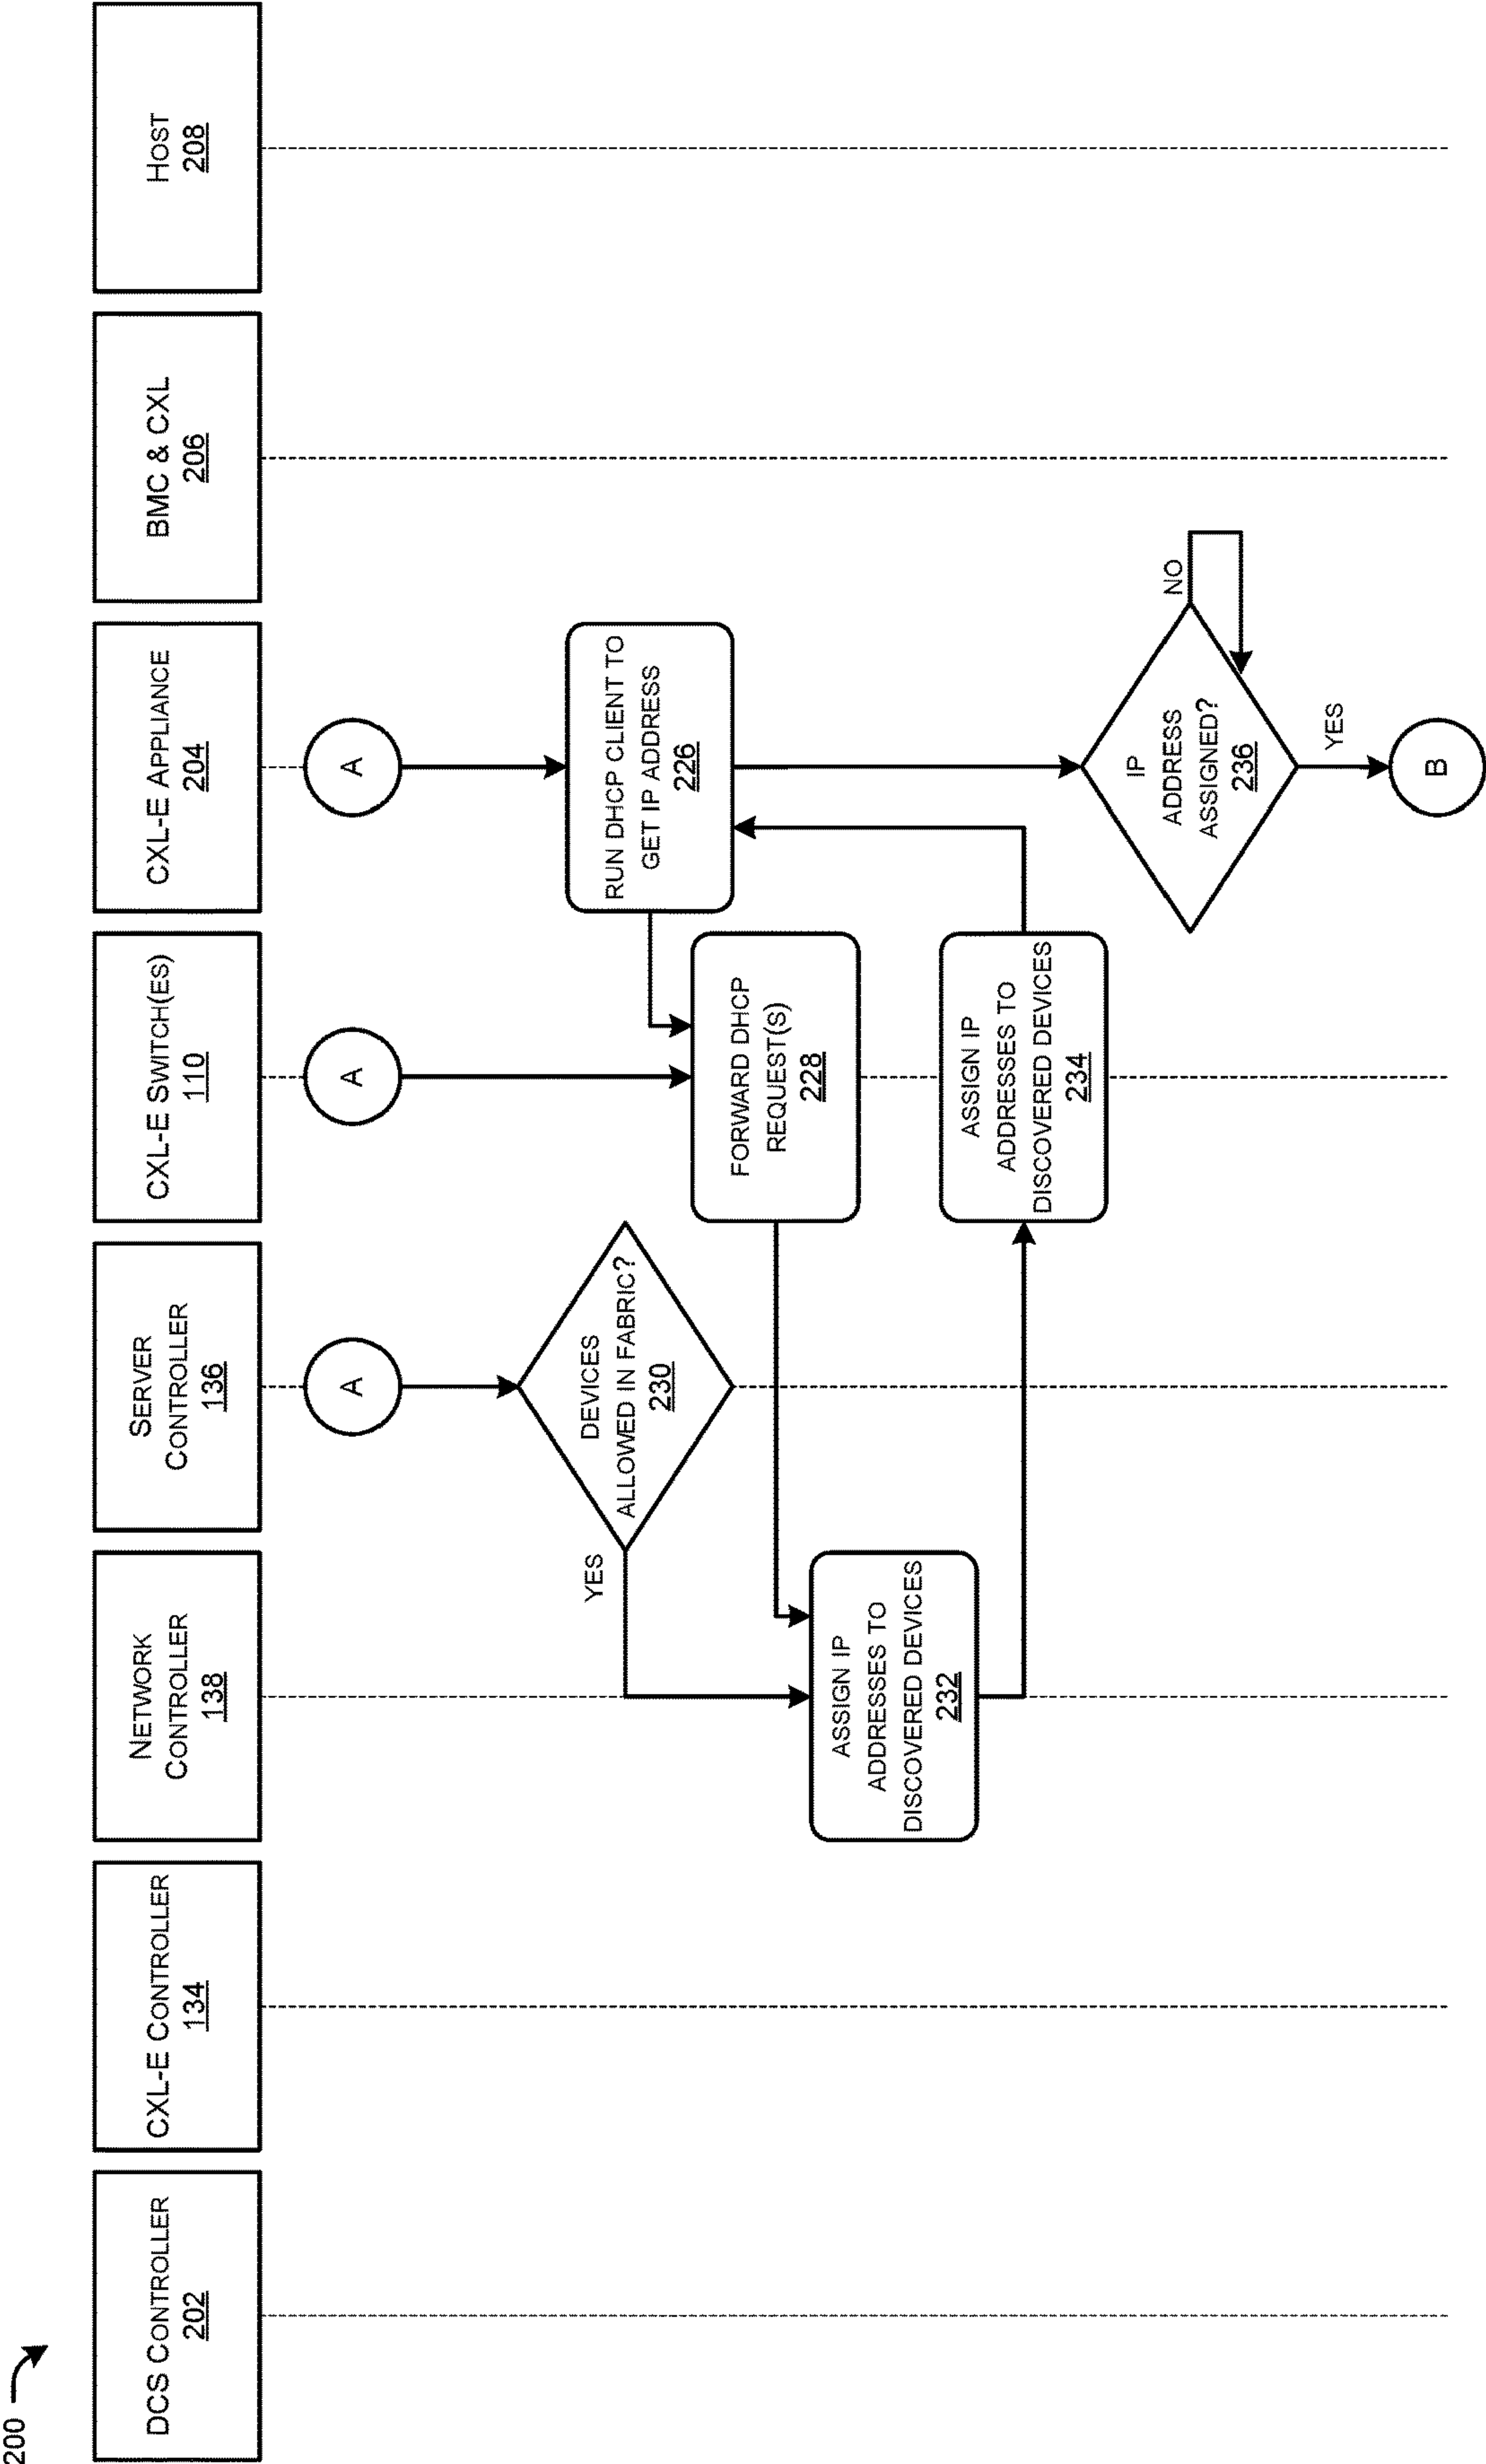 200
DCS CONTROLLER
202
CXL-E CONTROLLER
134
NETWORK
CONTROLLER
138
SERVER
CONTROLLER
136
CXL-E SWITCH(ES)
110
CXL-E APPLIANCE
204
BMC & CXL
206
HOST
208
A
A
A
DEVICES
ALLOWED IN FABRIC?
230
YES
RUN DHCP CLIENT TO
GET IP ADDRESS
226
FORWARD DHCP
REQUEST(S)
228
ASSIGN IP
ADDRESSES TO
DISCOVERED DEVICES
232
ASSIGN IP
ADDRESSES TO
DISCOVERED DEVICES
234
IP
ADDRESS
ASSIGNED?
236
NO
YES
B